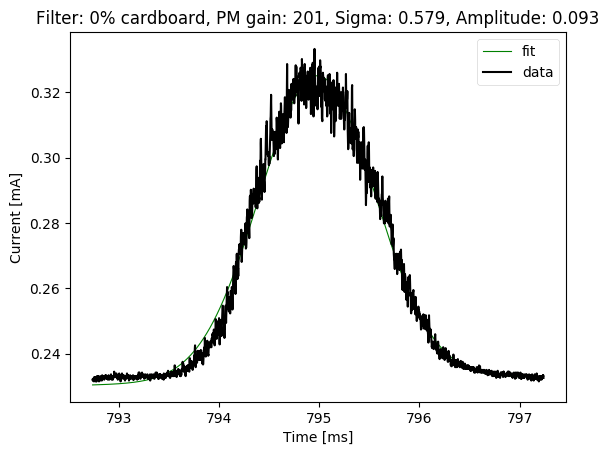 Filter: 0% cardboard, PM gain: 201, Sigma: 0.579, Amplitude: 0.093
fit
data
0.32
0.30
0.28
0.26
0.24
Current [mA]
793 794 795 796 797
Time [ms]